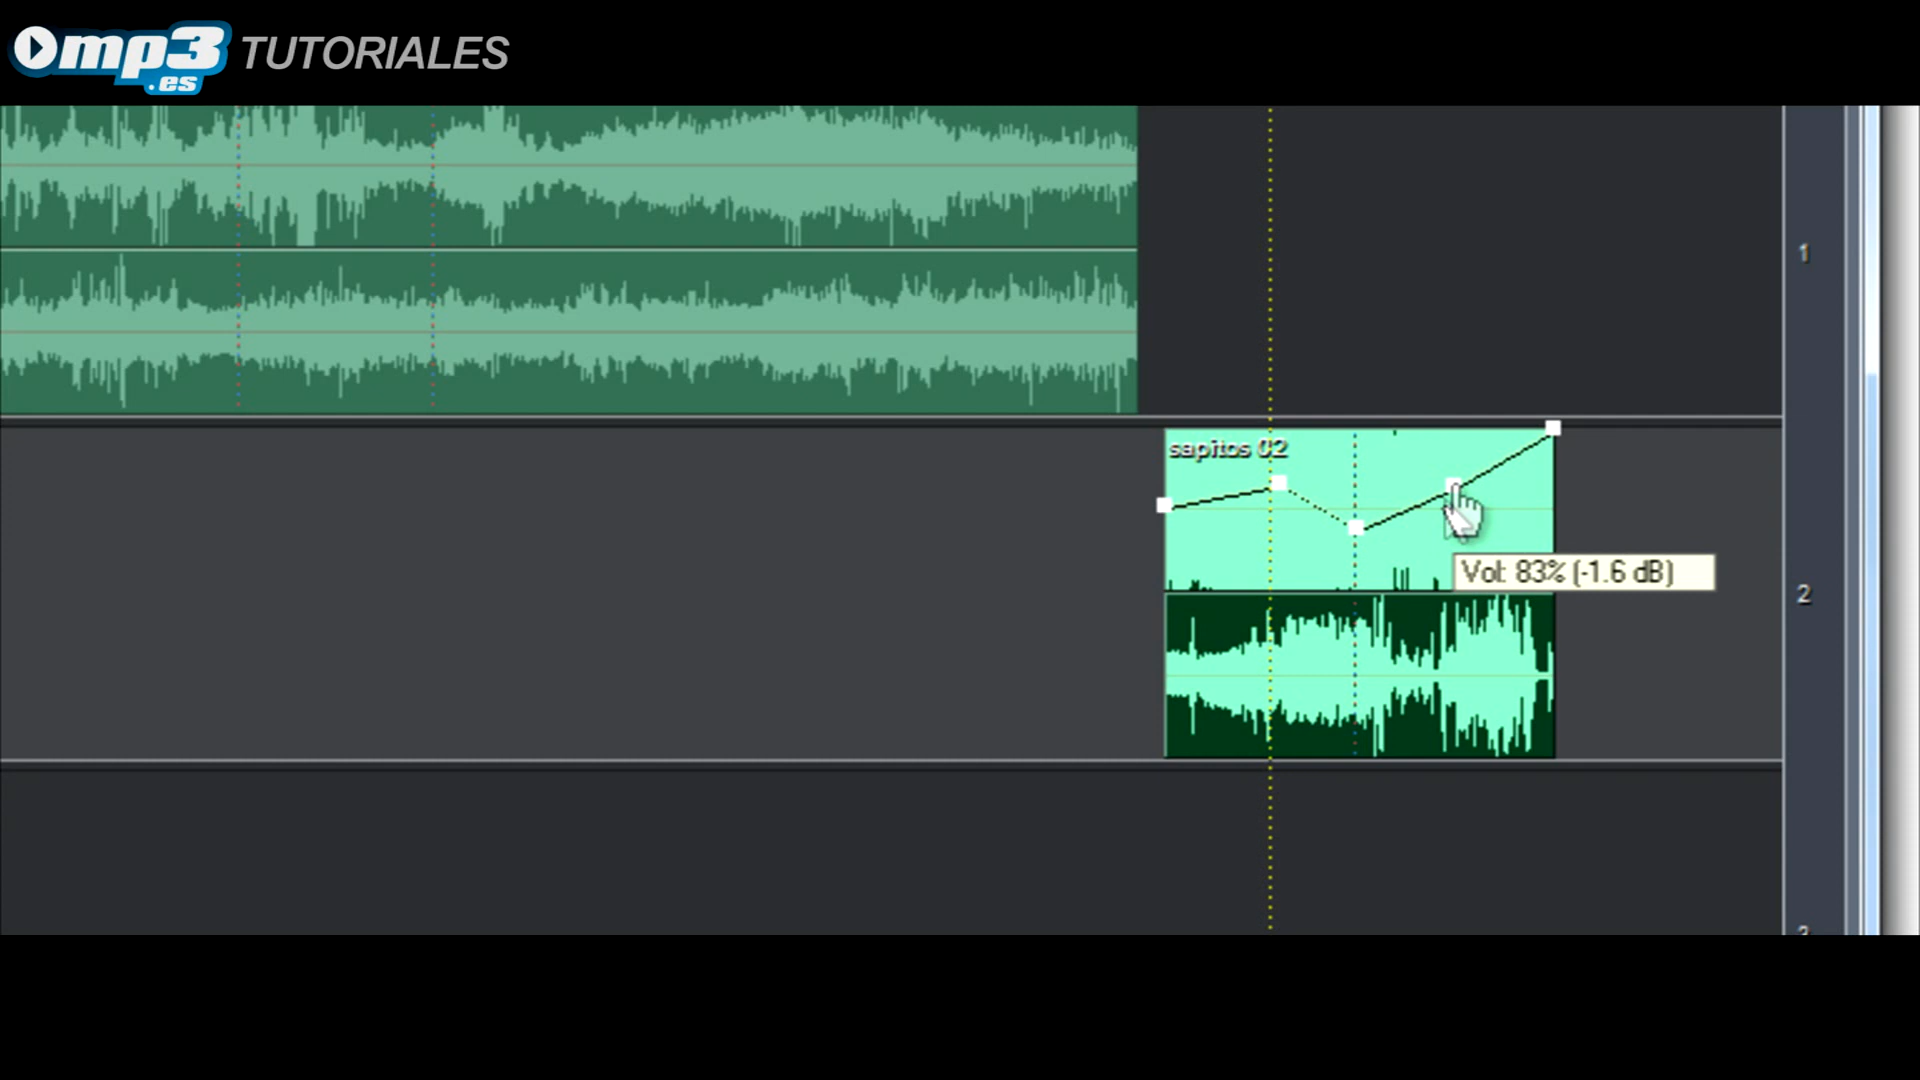 mp3 TUTORIALES
.es
1
sapitos 02
Vol: 83% (-1.6 dB)
2